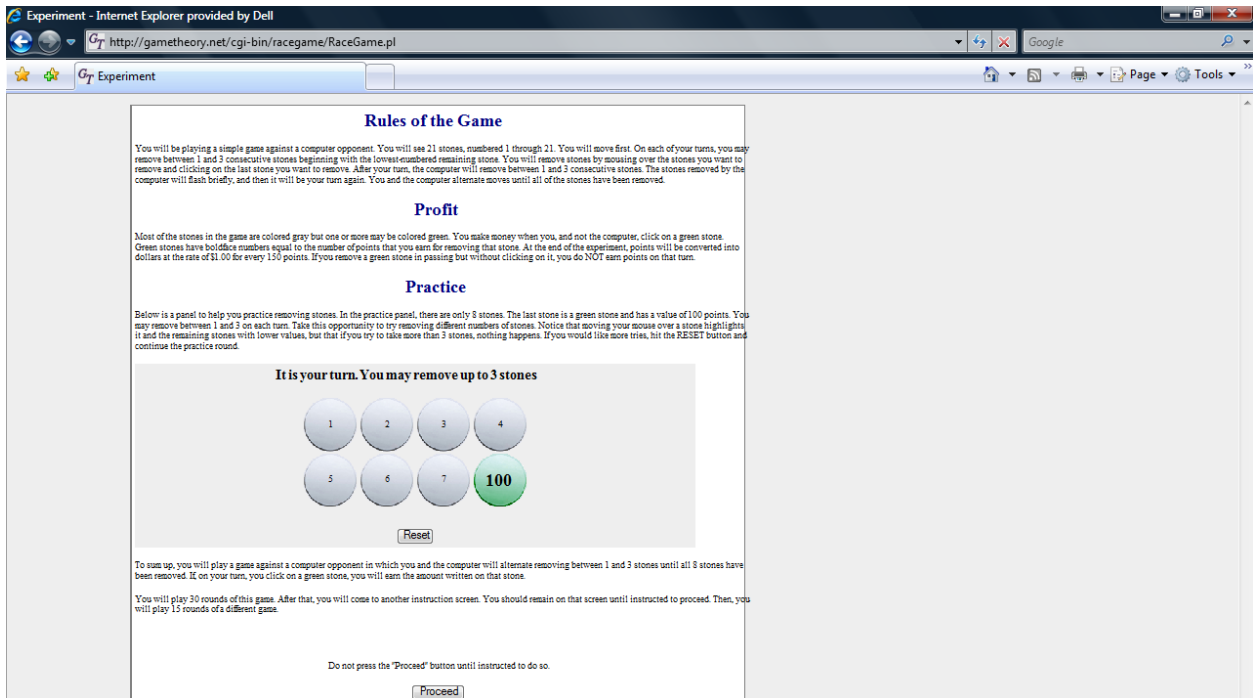 Experiment - Internet Explorer provided by Dell
GT http://gametheory.net/cgi-bin/racegame/RaceGame.pl
Google
GT Experiment
Page
Tools
Rules of the Game
You will be playing a simple game against a computer opponent. You will see 21 stones, numbered 1 through 21. You will move first. On each of your turns, you may
remove between 1 and 3 consecutive stones beginning with the lowest-numbered remaining stone. You will remove stones by mousing over the stones you want to
remove and clicking on the last stone you want to remove. After your turn, the computer will remove between 1 and 3 consecutive stones. The stones removed by the
computer will flash briefly, and then it will be your turn again. You and the computer alternate moves until all of the stones have been removed.
Profit
Most of the stones in the game are colored gray but one or more may be colored green. You make money when you, and not the computer, click on a green stone.
Green stones have boldface numbers equal to the number of points that you earn for removing that stone. At the end of the experiment, points will be converted into
dollars at the rate of $1.00 for every 150 points. If you remove a green stone in passing but without clicking on it, you do NOT earn points on that turn.
Practice
Below is a panel to help you practice removing stones. In the practice panel, there are only 8 stones. The last stone is a green stone and has a value of 100 points. You
may remove between 1 and 3 on each turn. Take this opportunity to try removing different numbers of stones. Notice that moving your mouse over a stone highlights
it and the remaining stones with lower values, but that if you try to take more than 3 stones, nothing happens. If you would like more tries, hit the RESET button and
continue the practice round.
It is your turn. You may remove up to 3 stones
1 2 3 4
5 6 7 100
Reset
To sum up, you will play a game against a computer opponent in which you and the computer will alternate removing between 1 and 3 stones until all 8 stones have
been removed. If, on your turn, you click on a green stone, you will earn the amount written on that stone.
You will play 30 rounds of this game. After that, you will come to another instruction screen. You should remain on that screen until instructed to proceed. Then, you
will play 15 rounds of a different game.
Do not press the "Proceed" button until instructed to do so.
Proceed